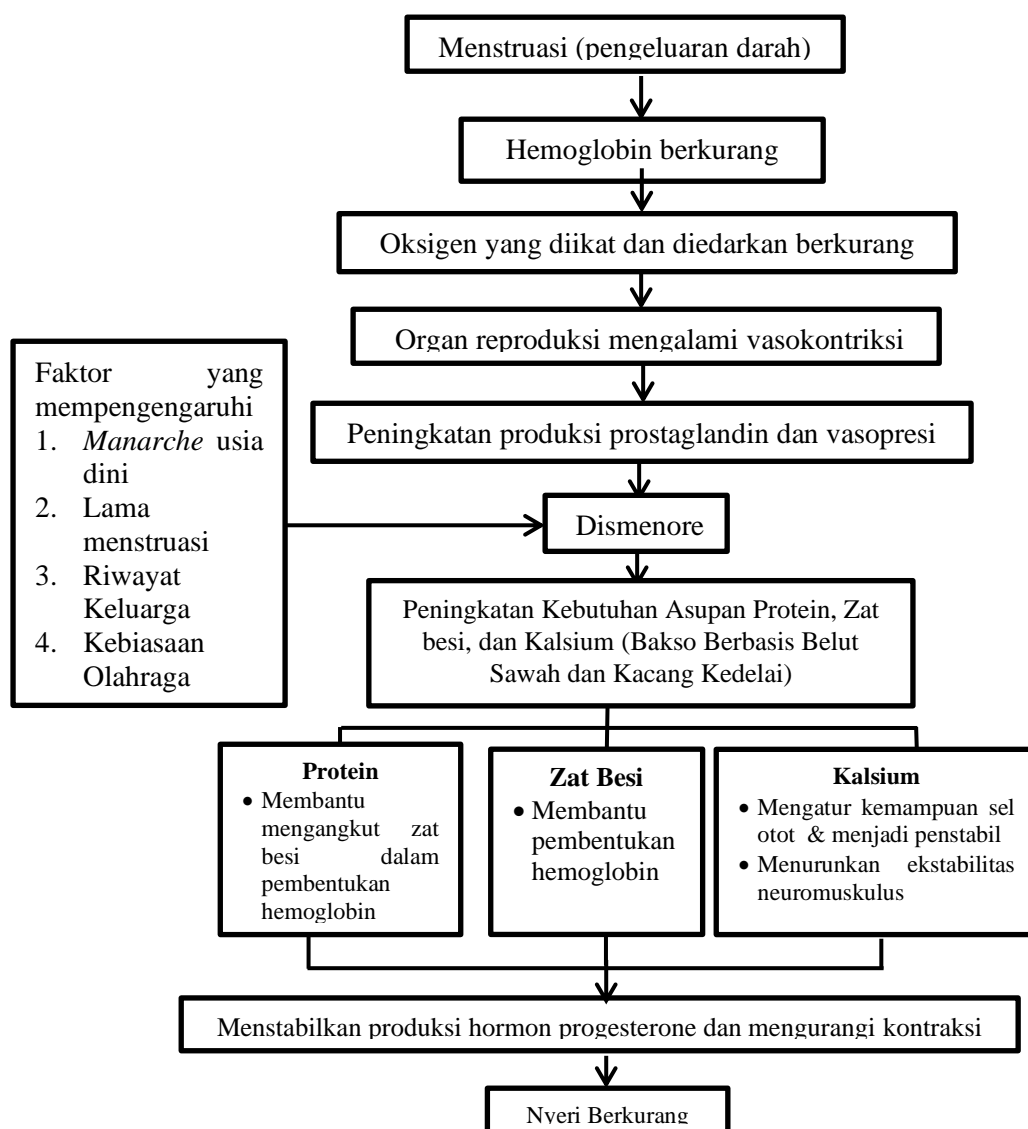 Menstruasi (pengeluaran darah)
Hemoglobin berkurang
Oksigen yang diikat dan diedarkan berkurang
Organ reproduksi mengalami vasokontriksi
Peningkatan produksi prostaglandin dan vasopresi
Faktor yang
mempengengaruhi
1. Manarche usia
dini
2. Lama
menstruasi
3. Riwayat
Keluarga
4. Kebiasaan
Olahraga
Dismenore
Peningkatan Kebutuhan Asupan Protein, Zat
besi, dan Kalsium (Bakso Berbasis Belut
Sawah dan Kacang Kedelai)
Protein
• Membantu
mengangkut zat
besi dalam
pembentukan
hemoglobin
Zat Besi
• Membantu
pembentukan
hemoglobin
Kalsium
• Mengatur kemampuan sel
otot & menjadi penstabil
• Menurunkan ekstabilitas
neuromuskulus
Menstabilkan produksi hormon progesterone dan mengurangi kontraksi
Nyeri Berkurang